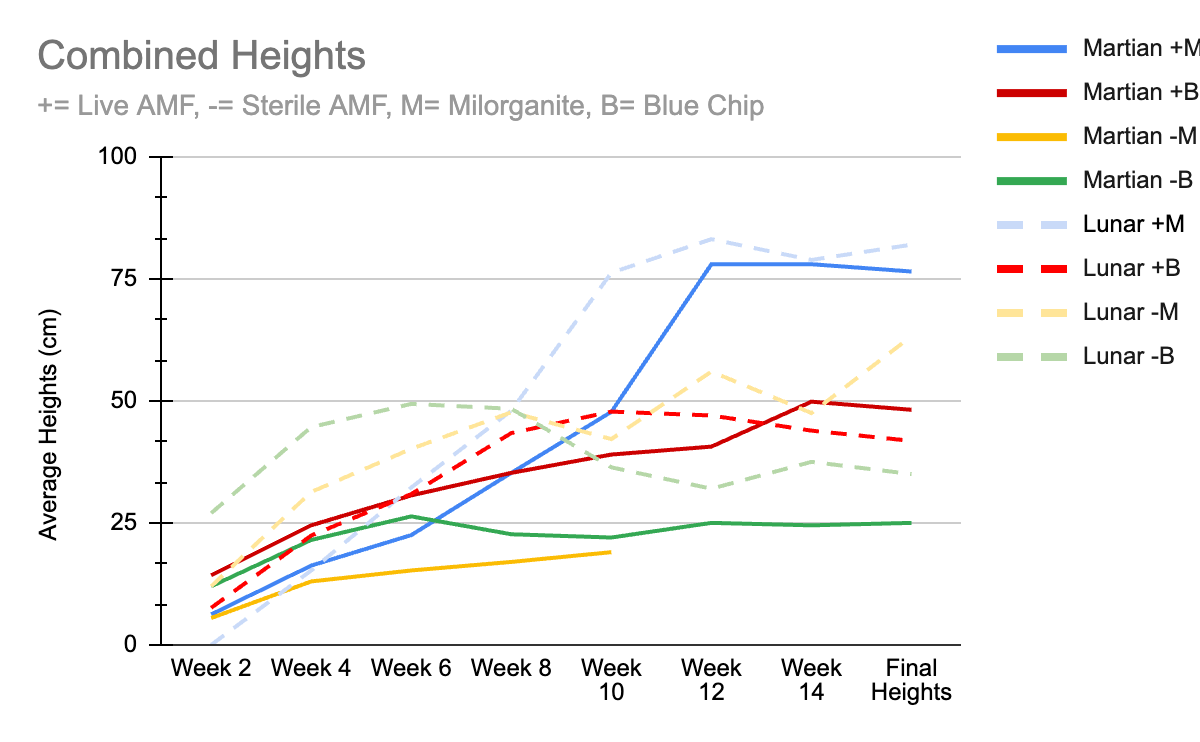 Combined Heights
+= Live AMF, -= Sterile AMF, M= Milorganite, B= Blue Chip
Martian +M
Martian +B
Martian -M
Martian -B
Lunar +M
Lunar +B
Lunar -M
Lunar -B
Average Heights (cm)
100
75
50
25
0
Week 2 Week 4 Week 6 Week 8 Week 10 Week 12 Week 14 Final Heights